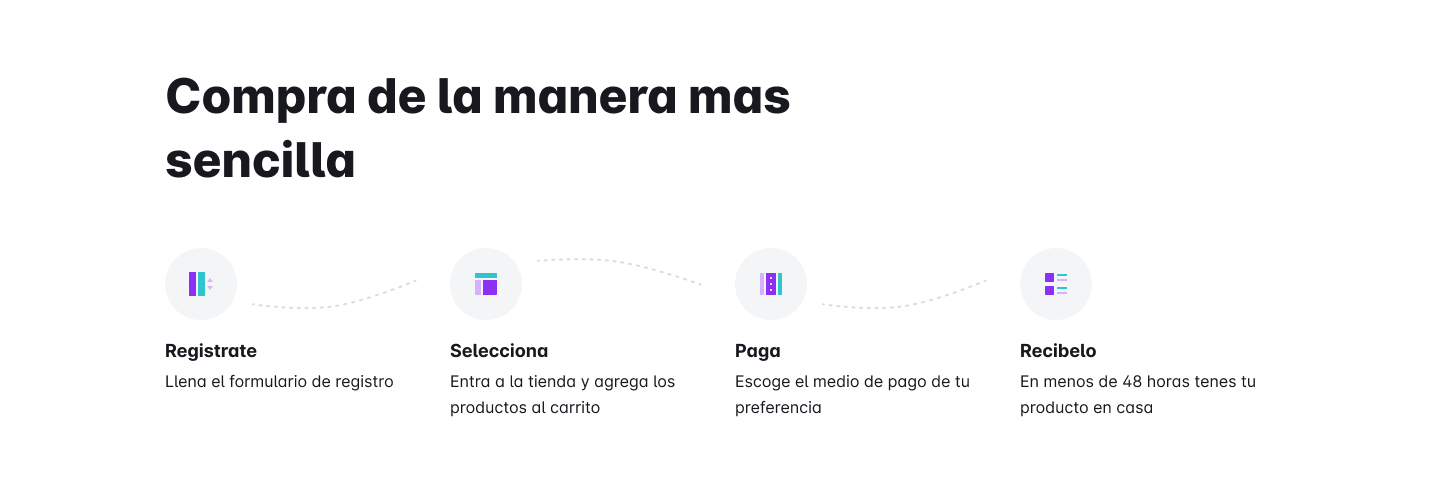 Compra de la manera mas
sencilla
Registrate
Llena el formulario de registro
Selecciona
Entra a la tienda y agrega los
productos al carrito
Paga
Escoge el medio de pago de tu
preferencia
Recibelo
En menos de 48 horas tenes tu
producto en casa